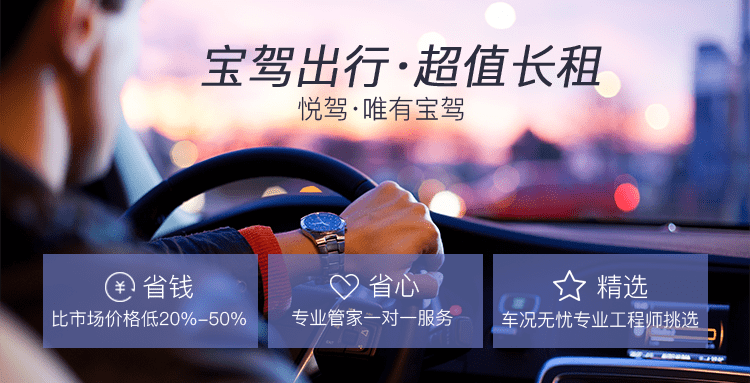 宝驾出行·超值长租
悦驾·唯有宝驾
省钱
比市场价格低20%-50%
省心
专业管家一对一服务
精选
车况无忧专业工程师挑选